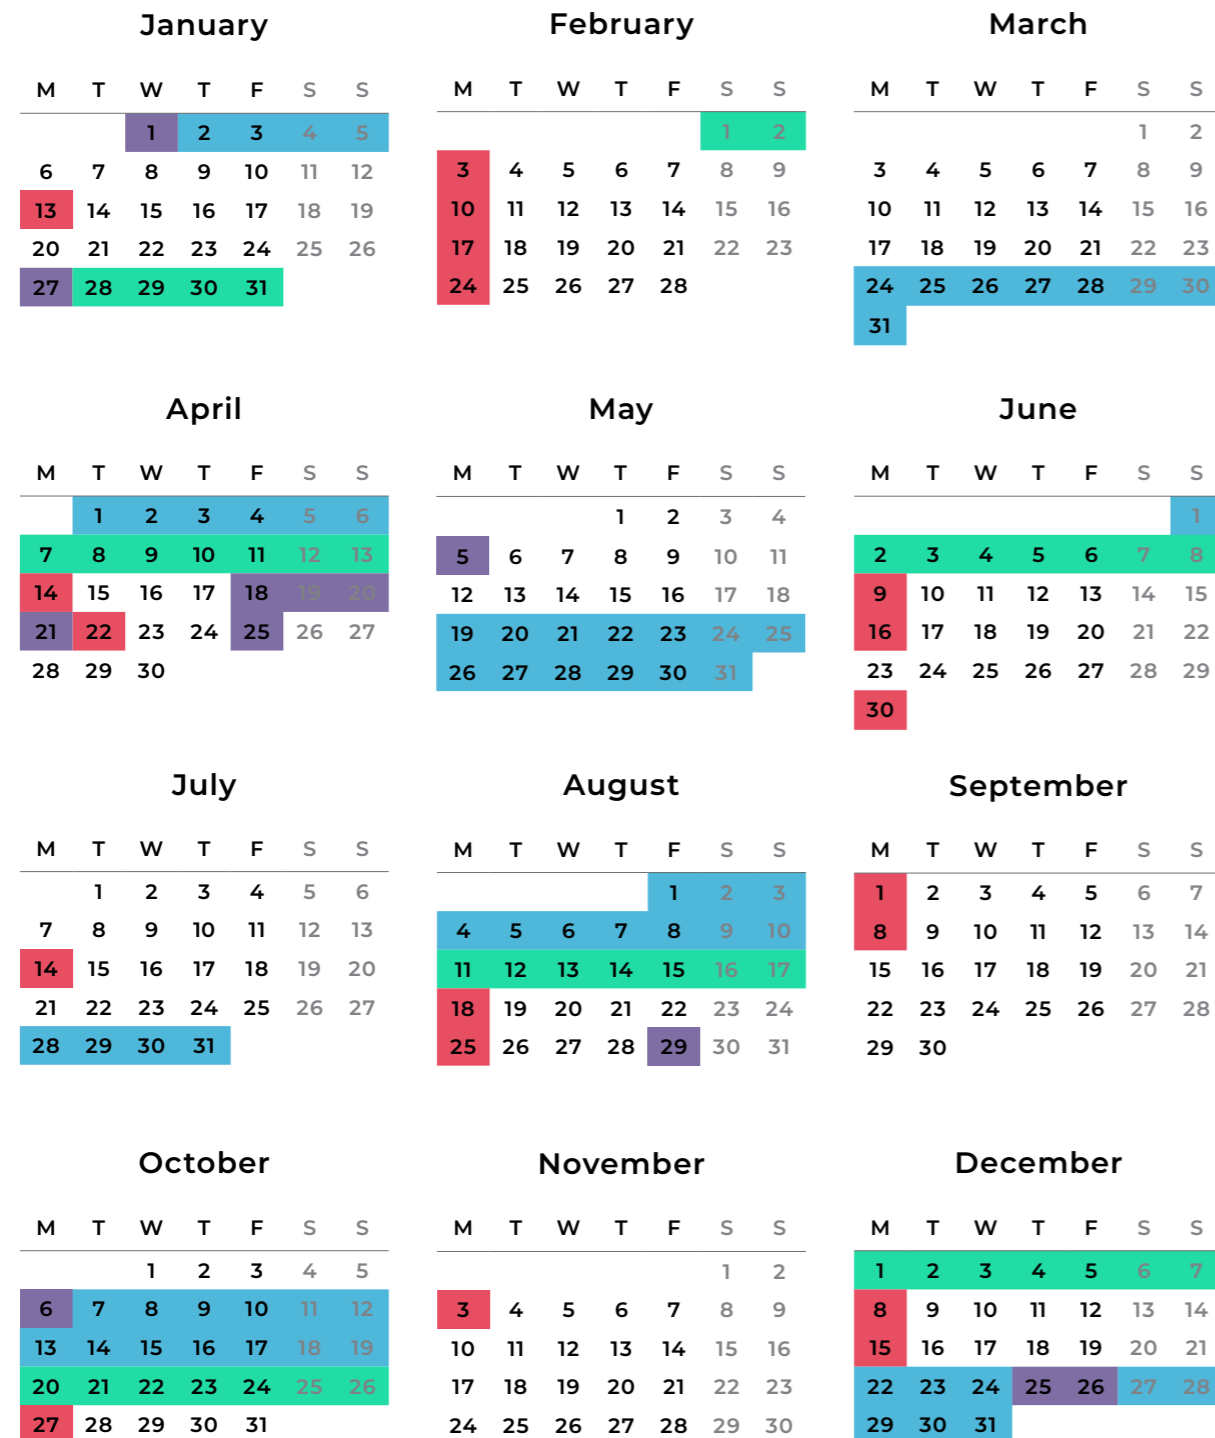 January
M T W T F S S
1 2 3 4 5
6 7 8 9 10 11 12
13 14 15 16 17 18 19
20 21 22 23 24 25 26
27 28 29 30 31
February
M T W T F S S
1 2
3 4 5 6 7 8 9
10 11 12 13 14 15 16
17 18 19 20 21 22 23
24 25 26 27 28
March
M T W T F S S
1 2
3 4 5 6 7 8 9
10 11 12 13 14 15 16
17 18 19 20 21 22 23
24 25 26 27 28 29 30
31
April
M T W T F S S
1 2 3 4 5 6
7 8 9 10 11 12 13
14 15 16 17 18 19 20
21 22 23 24 25 26 27
28 29 30
May
M T W T F S S
1 2 3 4
5 6 7 8 9 10 11
12 13 14 15 16 17 18
19 20 21 22 23 24 25
26 27 28 29 30 31
June
M T W T F S S
1
2 3 4 5 6 7 8
9 10 11 12 13 14 15
16 17 18 19 20 21 22
23 24 25 26 27 28 29
30
July
M T W T F S S
1 2 3 4 5 6
7 8 9 10 11 12 13
14 15 16 17 18 19 20
21 22 23 24 25 26 27
28 29 30 31
August
M T W T F S S
1 2 3
4 5 6 7 8 9 10
11 12 13 14 15 16 17
18 19 20 21 22 23 24
25 26 27 28 29 30 31
September
M T W T F S S
1 2 3 4 5 6 7
8 9 10 11 12 13 14
15 16 17 18 19 20 21
22 23 24 25 26 27 28
29 30
October
M T W T F S S
1 2 3 4 5
6 7 8 9 10 11 12
13 14 15 16 17 18 19
20 21 22 23 24 25 26
27 28 29 30 31
November
M T W T F S S
1 2
3 4 5 6 7 8 9
10 11 12 13 14 15 16
17 18 19 20 21 22 23
24 25 26 27 28 29 30
December
M T W T F S S
1 2 3 4 5 6 7
8 9 10 11 12 13 14
15 16 17 18 19 20 21
22 23 24 25 26 27 28
29 30 31